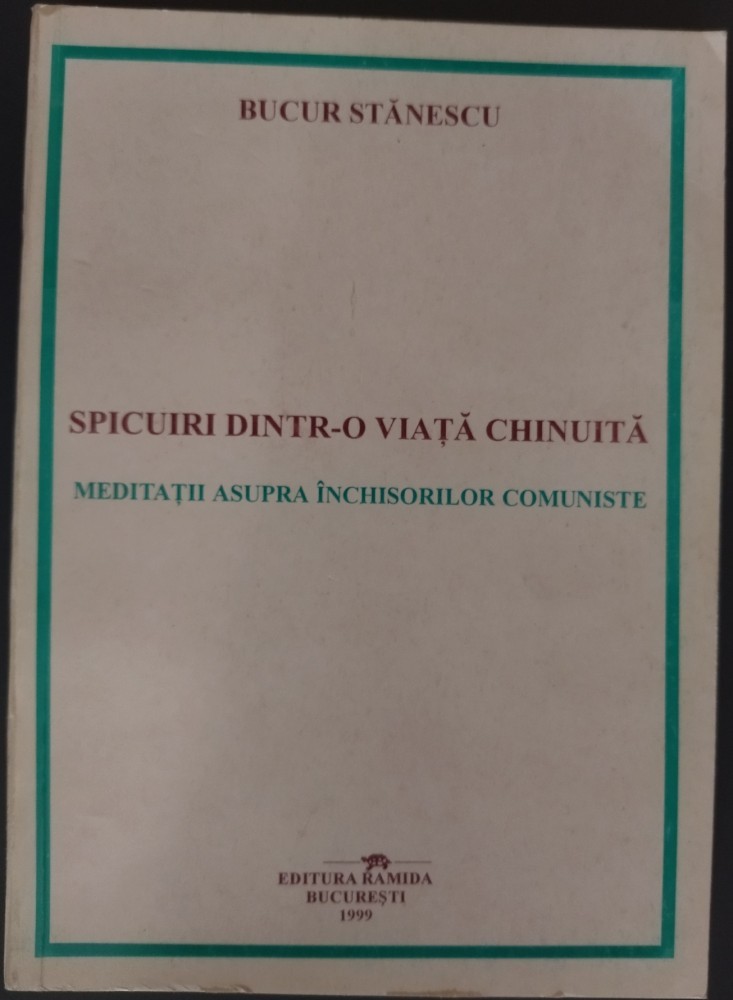 BUCUR STĂNESCU
SPICUIRI DINTR-O VIAȚĂ CHINUITĂ
MEDITAȚII ASUPRA ÎNCHISORILOR COMUNISTE
EDITURA RAMIDA
BUCUREȘTI
1999